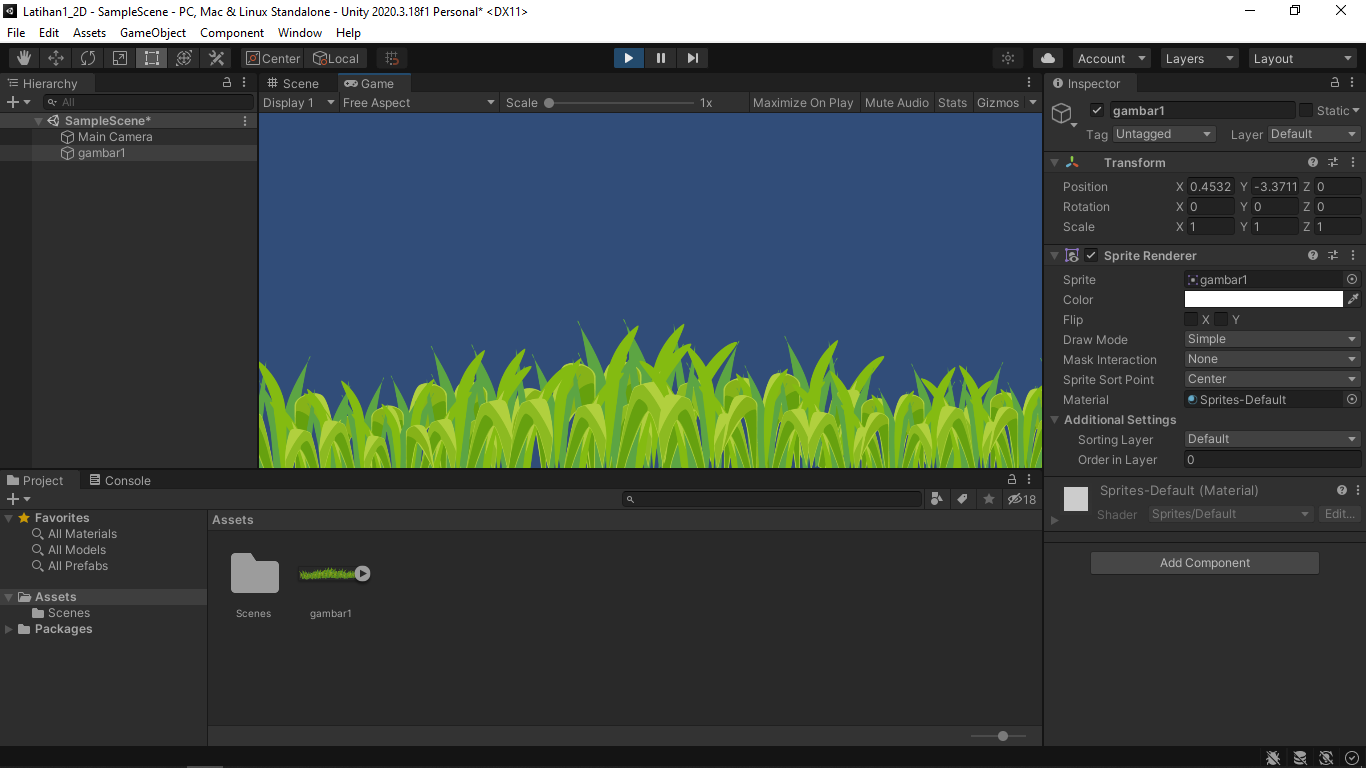 Latihan1_2D - SampleScene - PC, Mac & Linux Standalone - Unity 2020.3.18f1 Personal* <DX11>
File Edit Assets GameObject Component Window Help
Center Local Account Layers Layout
Hierarchy
All
SampleScene*
Main Camera
gambar1
Scene Game
Display 1 Free Aspect Scale 1x Maximize On Play Mute Audio Stats Gizmos
Inspector
gambar1 Static
Tag Untagged Layer Default
Transform
Position X 0.4532 Y -3.3711 Z 0
Rotation X 0 Y 0 Z 0
Scale X 1 Y 1 Z 1
Sprite Renderer
Sprite gambar1
Color
Flip X Y
Draw Mode Simple
Mask Interaction None
Sprite Sort Point Center
Material Sprites-Default
Additional Settings
Sorting Layer Default
Order in Layer 0
Sprites-Default (Material)
Shader Sprites/Default Edit...
Add Component
Project Console
18
Favorites
All Materials
All Models
All Prefabs
Assets
Scenes
Packages
Assets
Scenes gambar1